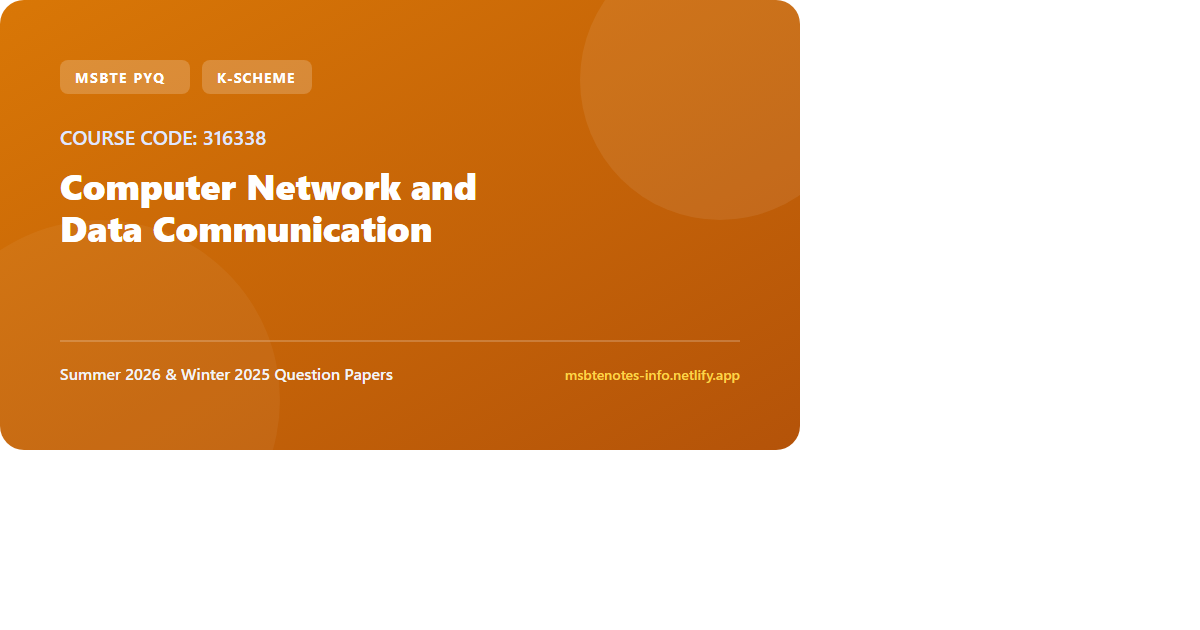 MSBTE PYQ
K-SCHEME
COURSE CODE: 316338
Computer Network and
Data Communication
Summer 2026 & Winter 2025 Question Papers
msbtenotes-info.netlify.app